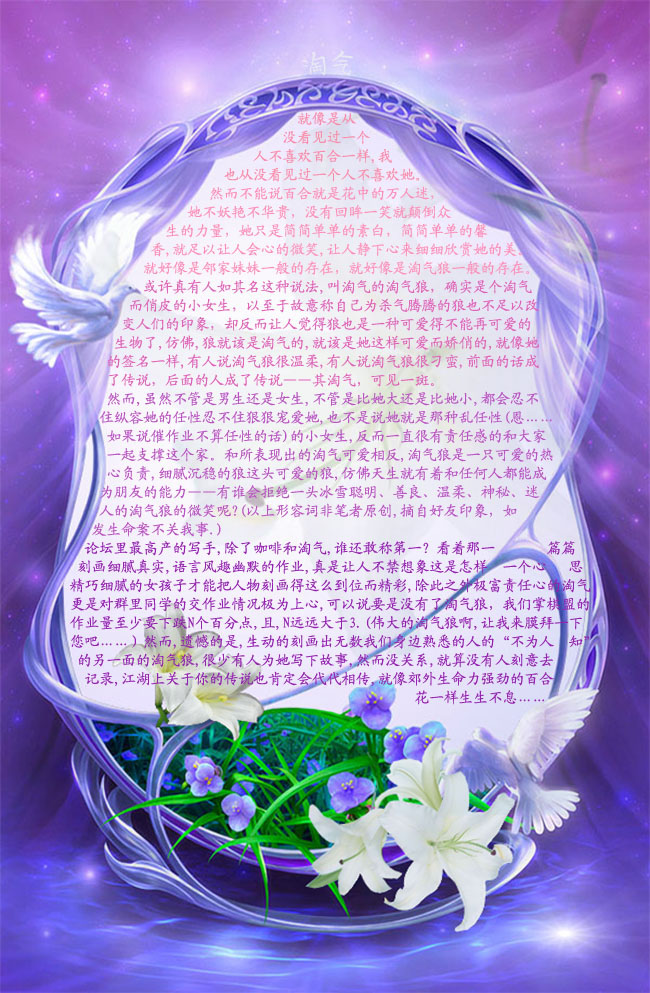 淘气
就像是从
没看见过一个
人不喜欢百合一样,我
也从没看见过一个人不喜欢她。
然而不能说百合就是花中的万人迷,
她不妖艳不华贵，没有回眸一笑就颠倒众
生的力量，她只是简简单单的素白，简简单单的馨
香,就足以让人会心的微笑,让人静下心来细细欣赏她的美。
就好像是邻家妹妹一般的存在，就好像是淘气狼一般的存在。
或许真有人如其名这种说法,叫淘气的淘气狼，确实是个淘气
而俏皮的小女生，以至于故意称自己为杀气腾腾的狼也不足以改
变人们的印象，却反而让人觉得狼也是一种可爱得不能再可爱的
生物了,仿佛,狼就该是淘气的,就该是她这样可爱而娇俏的,就像她
的签名一样,有人说淘气狼很温柔,有人说淘气狼很刁蛮,前面的话成
了传说，后面的人成了传说——其淘气，可见一斑。
然而,虽然不管是男生还是女生,不管是比她大还是比她小,都会忍不
住纵容她的任性忍不住狠狠宠爱她,也不是说她就是那种乱任性(恩……
如果说催作业不算任性的话)的小女生,反而一直很有责任感的和大家
一起支撑这个家。和所表现出的淘气可爱相反,淘气狼是一只可爱的热
心负责,细腻沉稳的狼这头可爱的狼,仿佛天生就有着和任何人都能成
为朋友的能力——有谁会拒绝一头冰雪聪明、善良、温柔、神秘、迷
人的淘气狼的微笑呢?(以上形容词非笔者原创,摘自好友印象，如
发生命案不关我事.)
论坛里最高产的写手,除了咖啡和淘气,谁还敢称第一？看着那一 篇篇
刻画细腻真实,语言风趣幽默的作业,真是让人不禁想象这是怎样 一个心 思
精巧细腻的女孩子才能把人物刻画得这么到位而精彩,除此之外极富责任心的淘气
更是对群里同学的交作业情况极为上心,可以说要是没有了淘气狼，我们掌棋盟的
作业量至少要下跌N个百分点,且,N远远大于3.(伟大的淘气狼啊,让我来膜拜一下
您吧……)然而,遗憾的是,生动的刻画出无数我们身边熟悉的人的“不为人 知”
的另一面的淘气狼,很少有人为她写下故事,然而没关系,就算没有人刻意去
记录,江湖上关于你的传说也肯定会代代相传,就像郊外生命力强劲的百合
花一样生生不息……